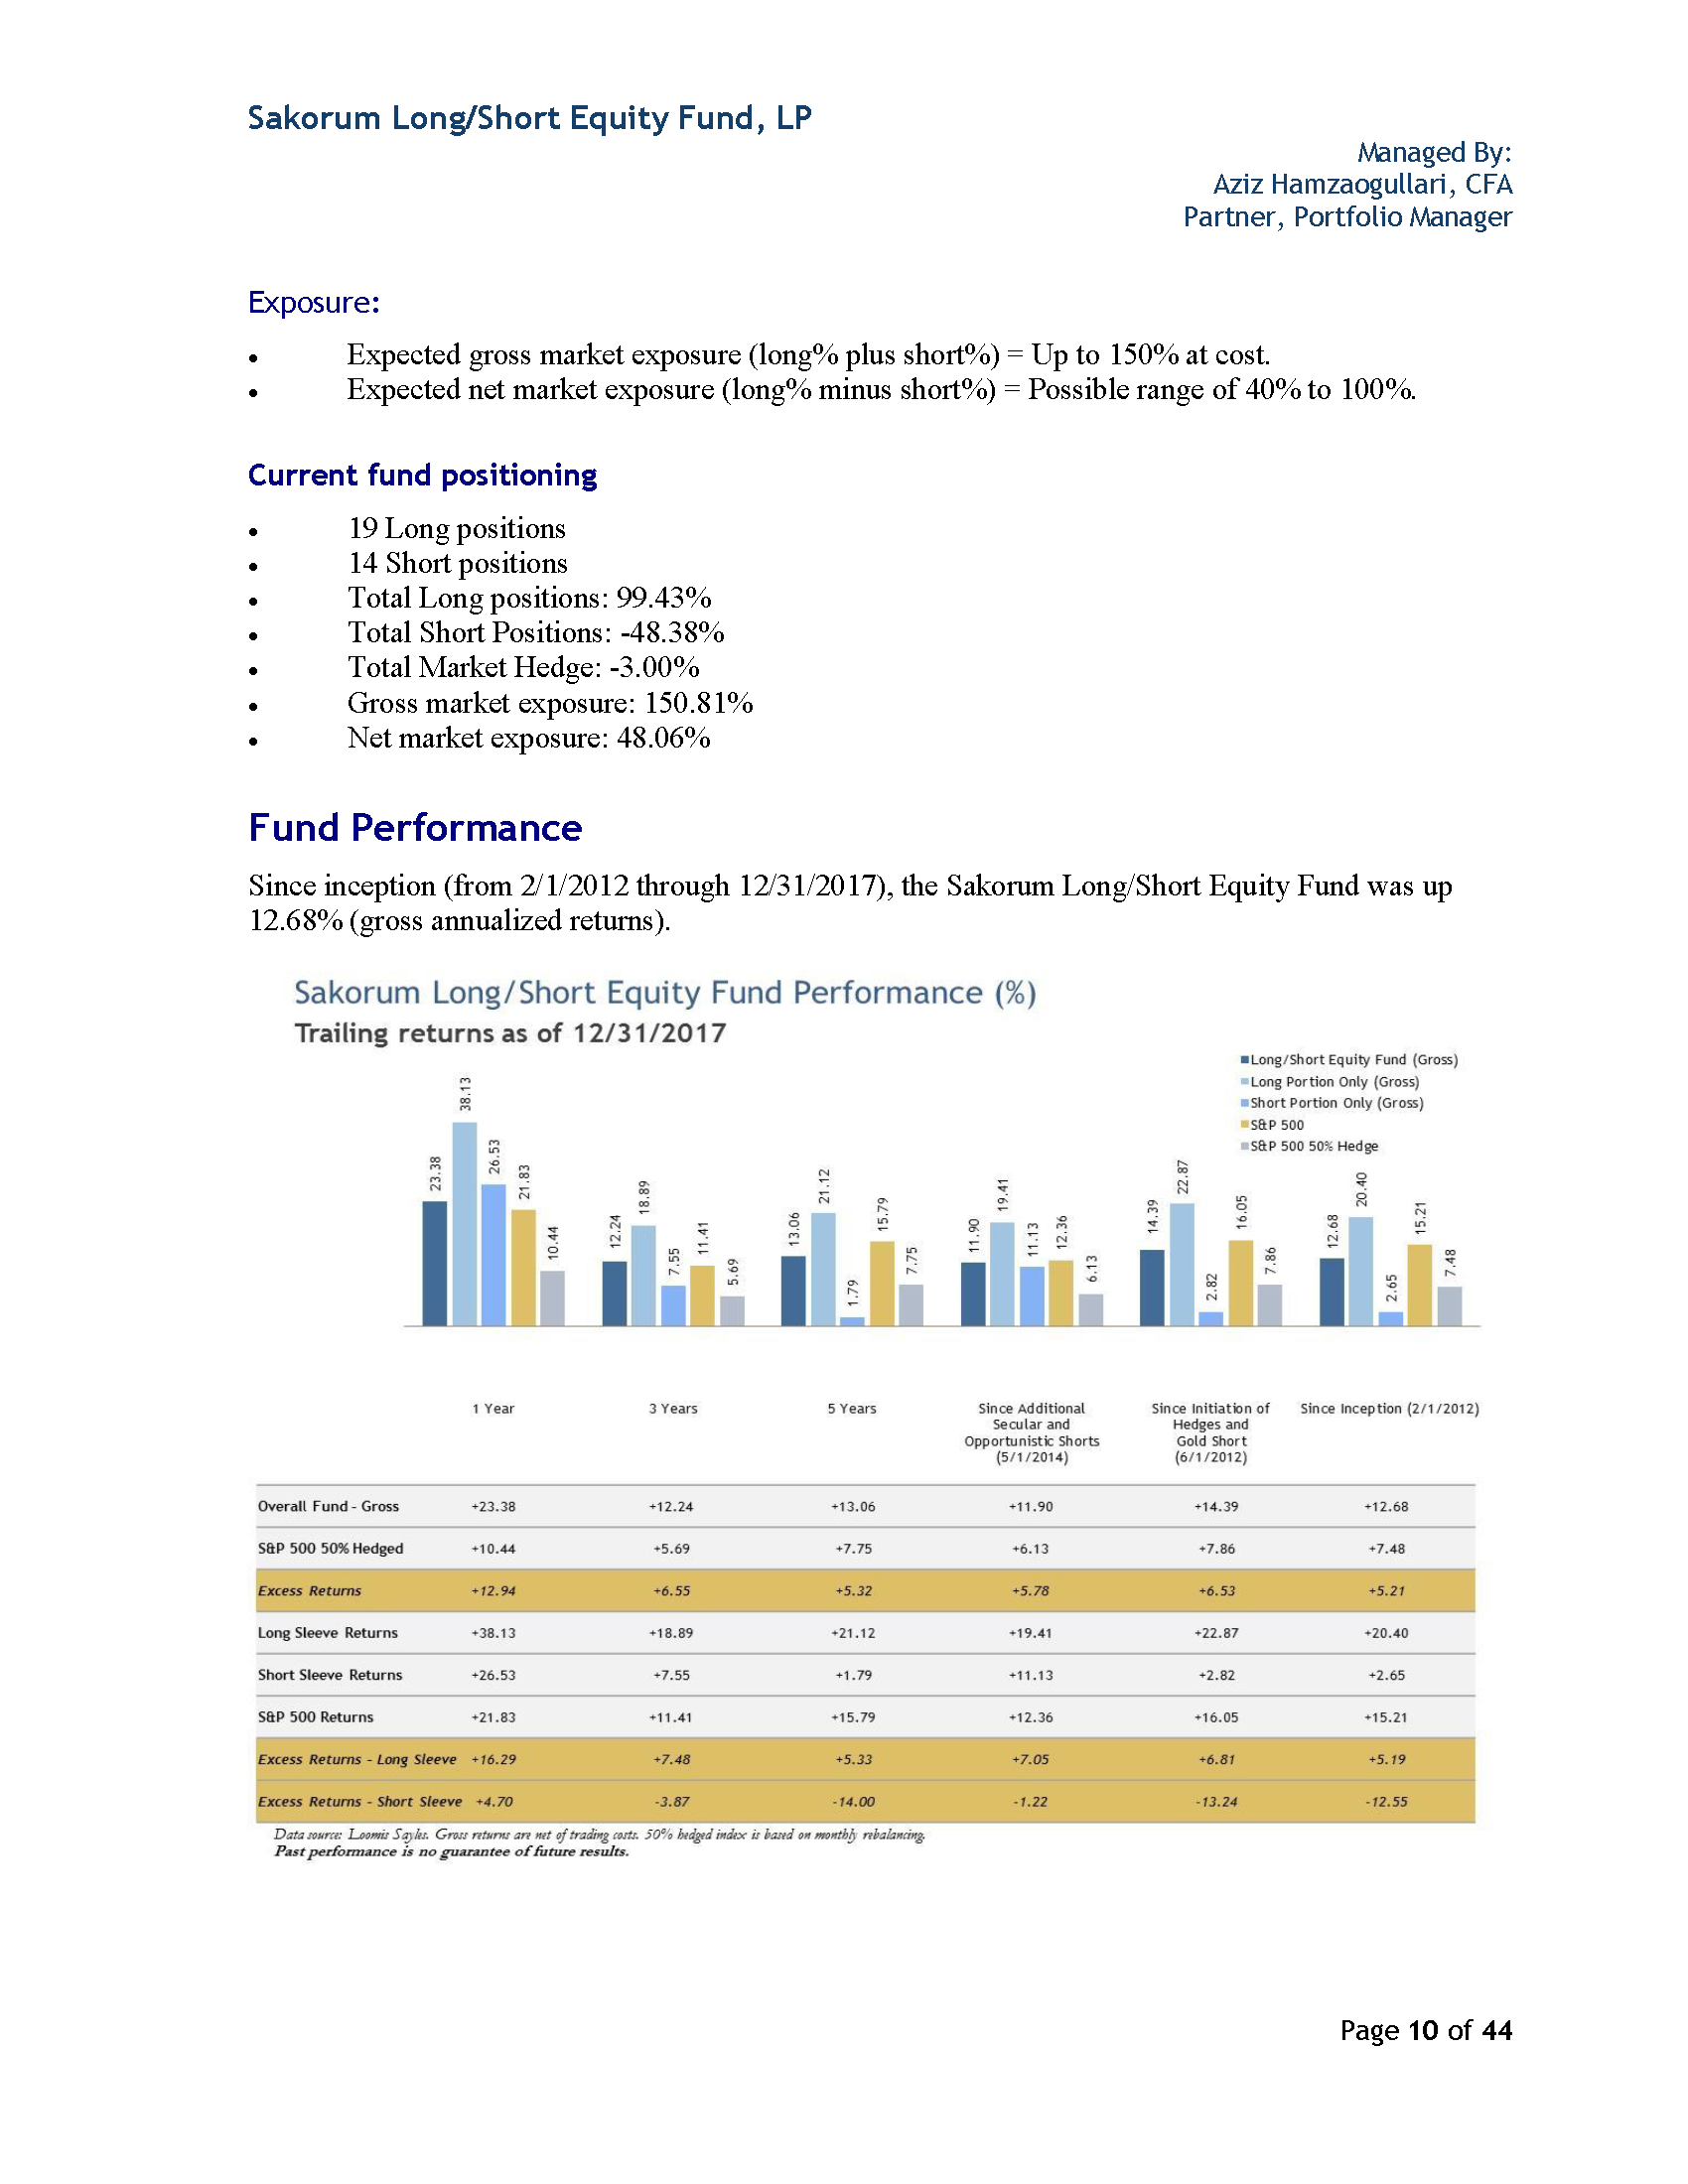 Sakorum Long/Short Equity Fund, LP
Managed By:
Aziz Hamzaogullari, CFA
Partner, Portfolio Manager
Exposure:
• Expected gross market exposure (long% plus short%) = Up to 150% at cost.
• Expected net market exposure (long% minus short%) = Possible range of 40% to 100%.
Current fund positioning
• 19 Long positions
• 14 Short positions
• Total Long positions: 99.43%
• Total Short Positions: -48.38%
• Total Market Hedge: -3.00%
• Gross market exposure: 150.81%
• Net market exposure: 48.06%
Fund Performance
Since inception (from 2/1/2012 through 12/31/2017), the Sakorum Long/Short Equity Fund was up
12.68% (gross annualized returns).
Sakorum Long/Short Equity Fund Performance (%)
Trailing returns as of 12/31/2017
Long/Short Equity Fund (Gross)
Long Portion Only (Gross)
Short Portion Only (Gross)
S&P 500
S&P 500 50% Hedge
23.38 38.13 26.53 21.83 10.44
12.24 18.89 7.55 11.41 5.69
13.06 21.12 1.79 15.79 7.75
11.90 19.41 11.13 12.36 6.13
14.39 22.87 2.82 16.05 7.86
12.68 20.40 2.65 15.21 7.48
1 Year
3 Years
5 Years
Since Additional
Secular and
Opportunistic Shorts
(5/1/2014)
Since Initiation of
Hedges and
Gold Short
(6/1/2012)
Since Inception (2/1/2012)
Overall Fund - Gross +23.38 +12.24 +13.06 +11.90 +14.39 +12.68
S&P 500 50% Hedged +10.44 +5.69 +7.75 +6.13 +7.86 +7.48
Excess Returns +12.94 +6.55 +5.32 +5.78 +6.53 +5.21
Long Sleeve Returns +38.13 +18.89 +21.12 +19.41 +22.87 +20.40
Short Sleeve Returns +26.53 +7.55 +1.79 +11.13 +2.82 +2.65
S&P 500 Returns +21.83 +11.41 +15.79 +12.36 +16.05 +15.21
Excess Returns - Long Sleeve +16.29 +7.48 +5.33 +7.05 +6.81 +5.19
Excess Returns - Short Sleeve +4.70 -3.87 -14.00 -1.22 -13.24 -12.55
Data source: Loomis Sayles. Gross returns are net of trading costs. 50% hedged index is based on monthly rebalancing.
Past performance is no guarantee of future results.
Page 10 of 44